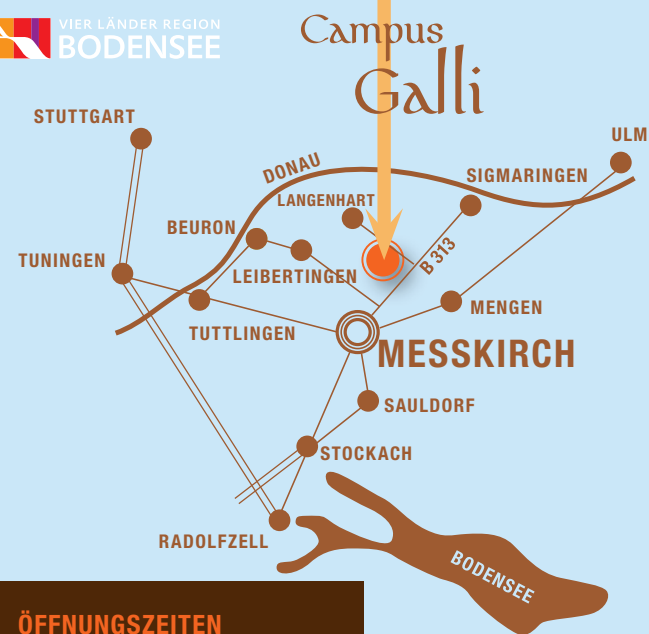 VIER LÄNDER REGION
BODENSEE
Campus
Galli
STUTTGART
ULM
DONAU
SIGMARINGEN
LANGENHART
BEURON
B 313
TUNINGEN
LEIBERTINGEN
MENGEN
TUTTLINGEN
MESSKIRCH
SAULDORF
STOCKACH
RADOLFZELL
BODENSEE
ÖFFNUNGSZEITEN